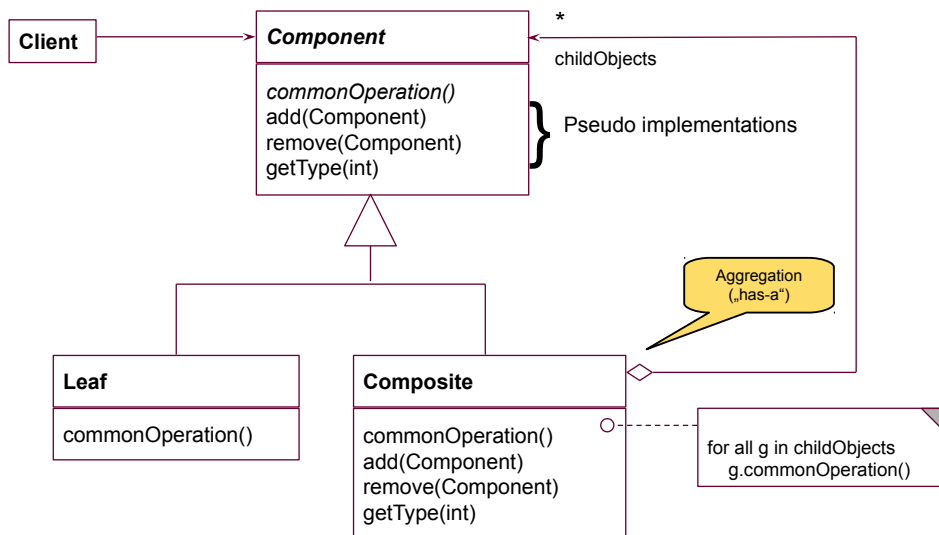 Client
Component
*
childObjects
commonOperation()
add(Component)
remove(Component)
getType(int)
}
Pseudo implementations
Aggregation
(„has-a“)
Leaf
commonOperation()
Composite
commonOperation()
add(Component)
remove(Component)
getType(int)
for all g in childObjects
g.commonOperation()